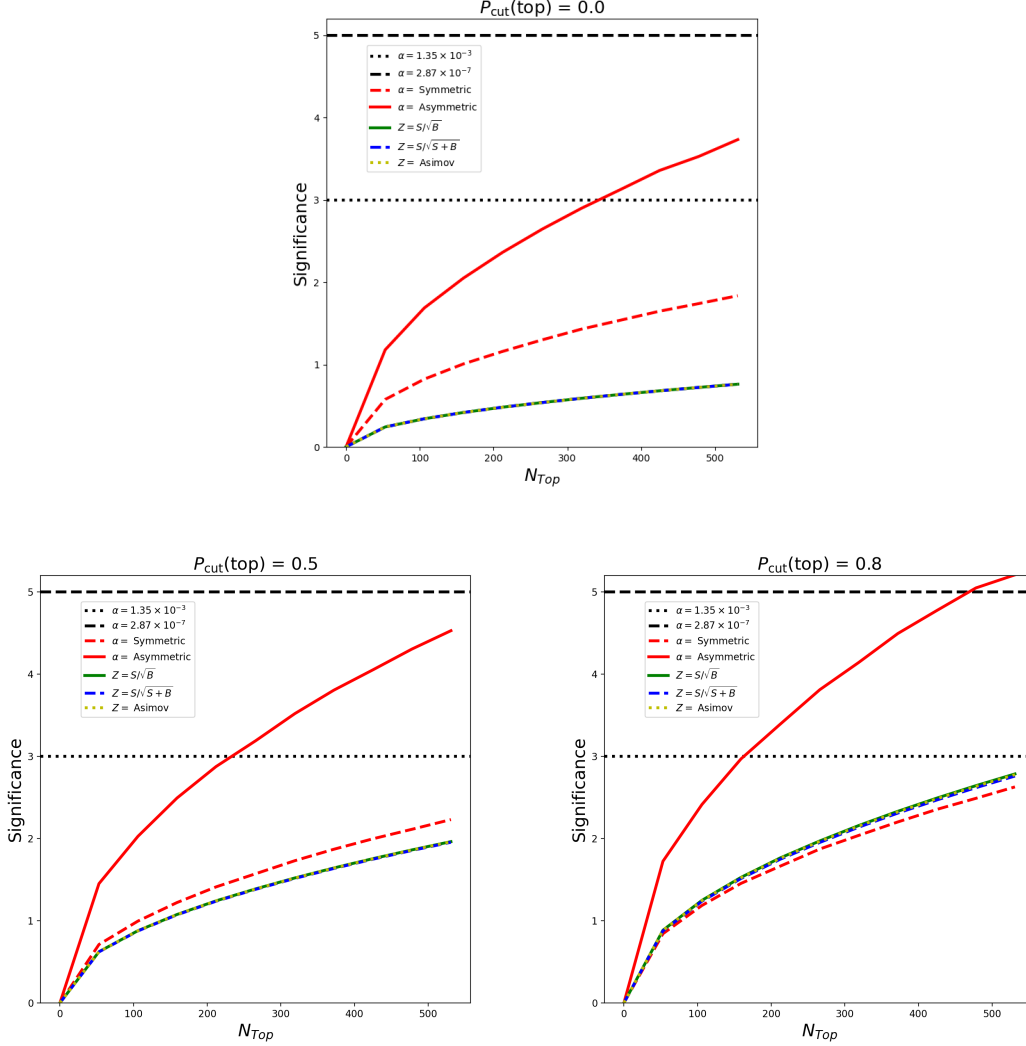 P_cut(top) = 0.0
5
4
3
2
1
0
Significance
α = 1.35 × 10⁻³
α = 2.87 × 10⁻⁷
α = Symmetric
α = Asymmetric
Z = S/√B
Z = S/√S + B
Z = Asimov
0 100 200 300 400 500
N_Top
P_cut(top) = 0.5
5
4
3
2
1
0
Significance
α = 1.35 × 10⁻³
α = 2.87 × 10⁻⁷
α = Symmetric
α = Asymmetric
Z = S/√B
Z = S/√S + B
Z = Asimov
0 100 200 300 400 500
N_Top
P_cut(top) = 0.8
5
4
3
2
1
0
Significance
α = 1.35 × 10⁻³
α = 2.87 × 10⁻⁷
α = Symmetric
α = Asymmetric
Z = S/√B
Z = S/√S + B
Z = Asimov
0 100 200 300 400 500
N_Top